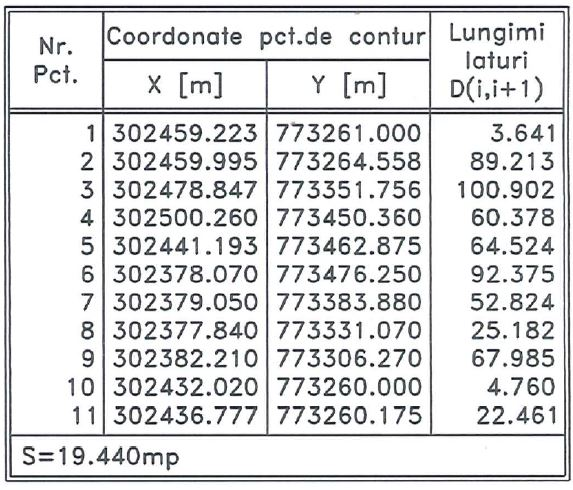 Nr. Pct. Coordonate pct.de contur Lungimi laturi D(i,i+1)
X [m] Y [m]
1 302459.223 773261.000 3.641
2 302459.995 773264.558 89.213
3 302478.847 773351.756 100.902
4 302500.260 773450.360 60.378
5 302441.193 773462.875 64.524
6 302378.070 773476.250 92.375
7 302379.050 773383.880 52.824
8 302377.840 773331.070 25.182
9 302382.210 773306.270 67.985
10 302432.020 773260.000 4.760
11 302436.777 773260.175 22.461
S=19.440mp